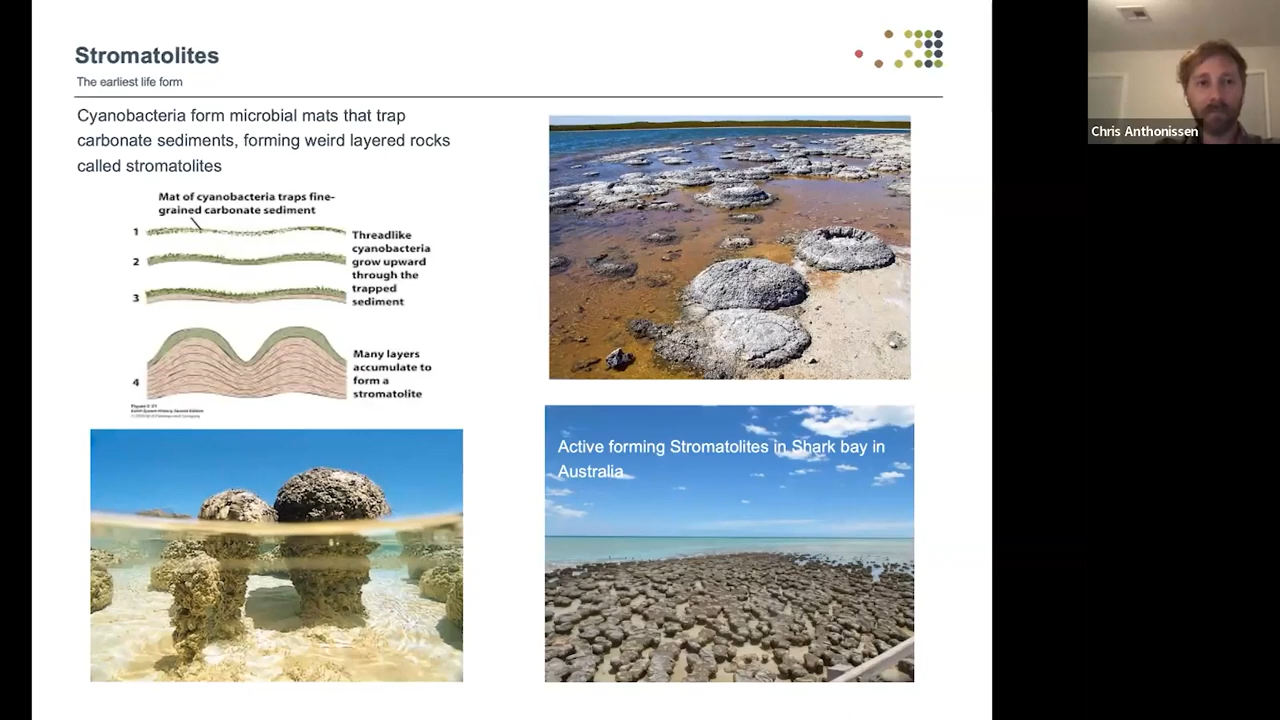 Stromatolites
The earliest life form
Cyanobacteria form microbial mats that trap
carbonate sediments, forming weird layered rocks
called stromatolites
Mat of cyanobacteria traps fine-
grained carbonate sediment
1
2
3
Threadlike
cyanobacteria
grow upward
through the
trapped
sediment
4
Many layers
accumulate to
form a
stromatolite
Active forming Stromatolites in Shark bay in
Australia
Chris Anthonissen